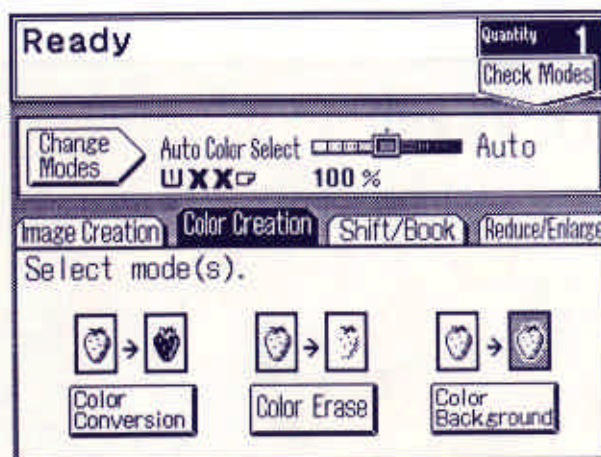 Ready
Quantity 1
Check Modes
Change
Modes
Auto Color Select
Auto
100 %
Image Creation
Color Creation
Shift/Book
Reduce/Enlarge
Select mode(s).
Color
Conversion
Color Erase
Color
Background